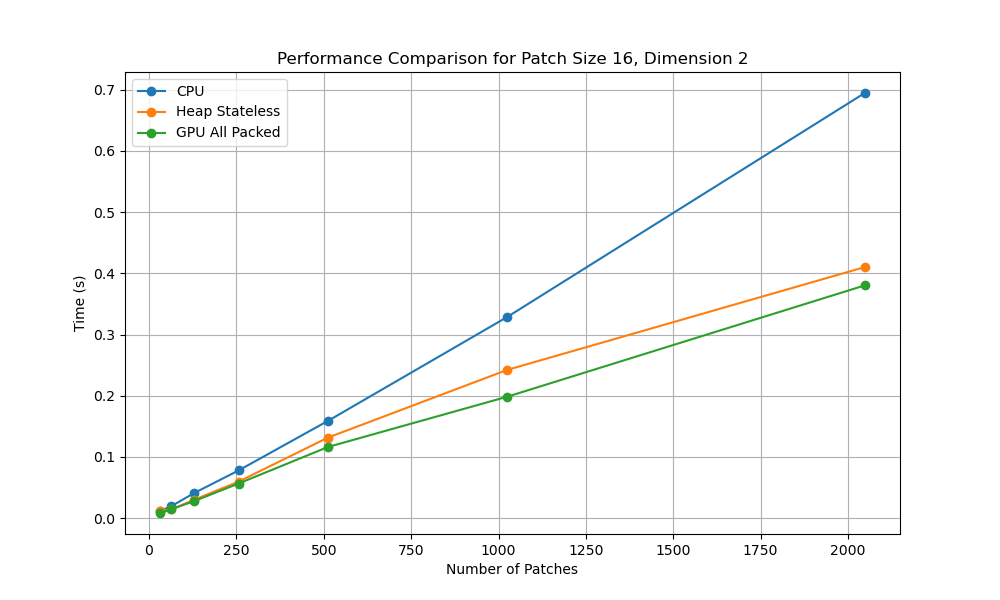 Performance Comparison for Patch Size 16, Dimension 2
CPU
Heap Stateless
GPU All Packed
Time (s)
0.7
0.6
0.5
0.4
0.3
0.2
0.1
0.0
0 250 500 750 1000 1250 1500 1750 2000
Number of Patches